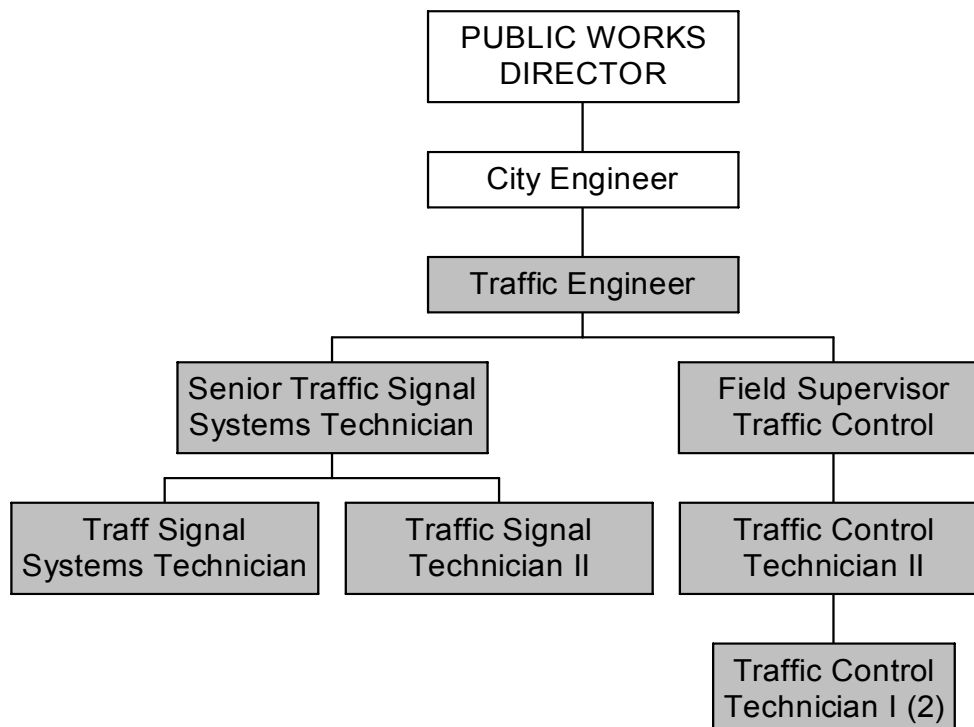 PUBLIC WORKS
DIRECTOR
City Engineer
Traffic Engineer
Senior Traffic Signal
Systems Technician
Field Supervisor
Traffic Control
Traff Signal
Systems Technician
Traffic Signal
Technician II
Traffic Control
Technician II
Traffic Control
Technician I (2)